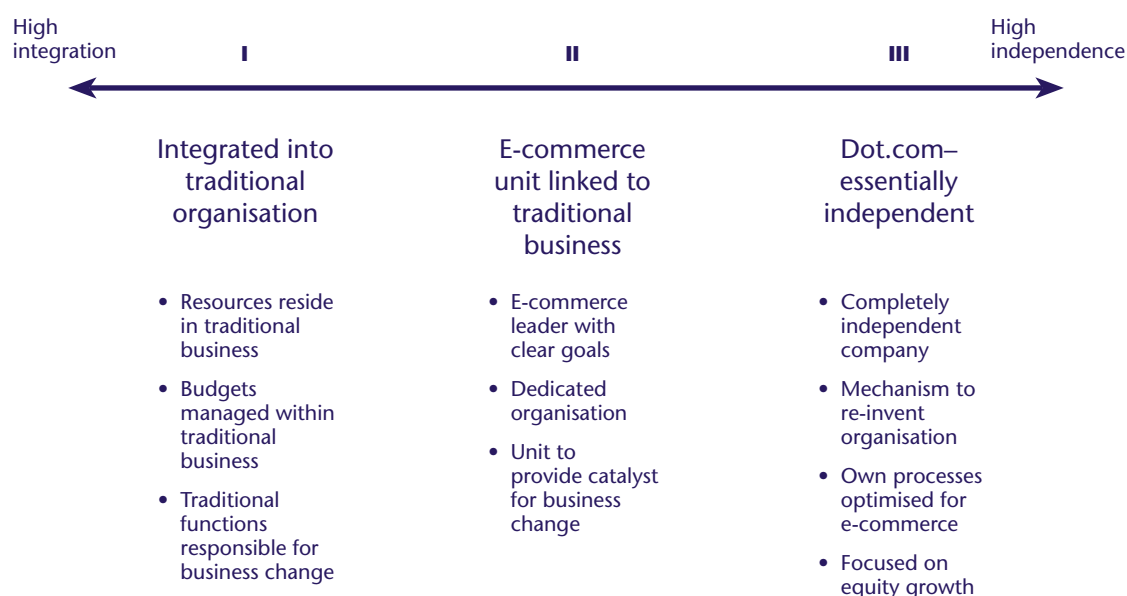 High
integration
I
II
III
High
independence
Integrated into
traditional
organisation
• Resources reside
in traditional
business
• Budgets
managed within
traditional
business
• Traditional
functions
responsible for
business change
E-commerce
unit linked to
traditional
business
• E-commerce
leader with
clear goals
• Dedicated
organisation
• Unit to
provide catalyst
for business
change
Dot.com–
essentially
independent
• Completely
independent
company
• Mechanism to
re-invent
organisation
• Own processes
optimised for
e-commerce
• Focused on
equity growth